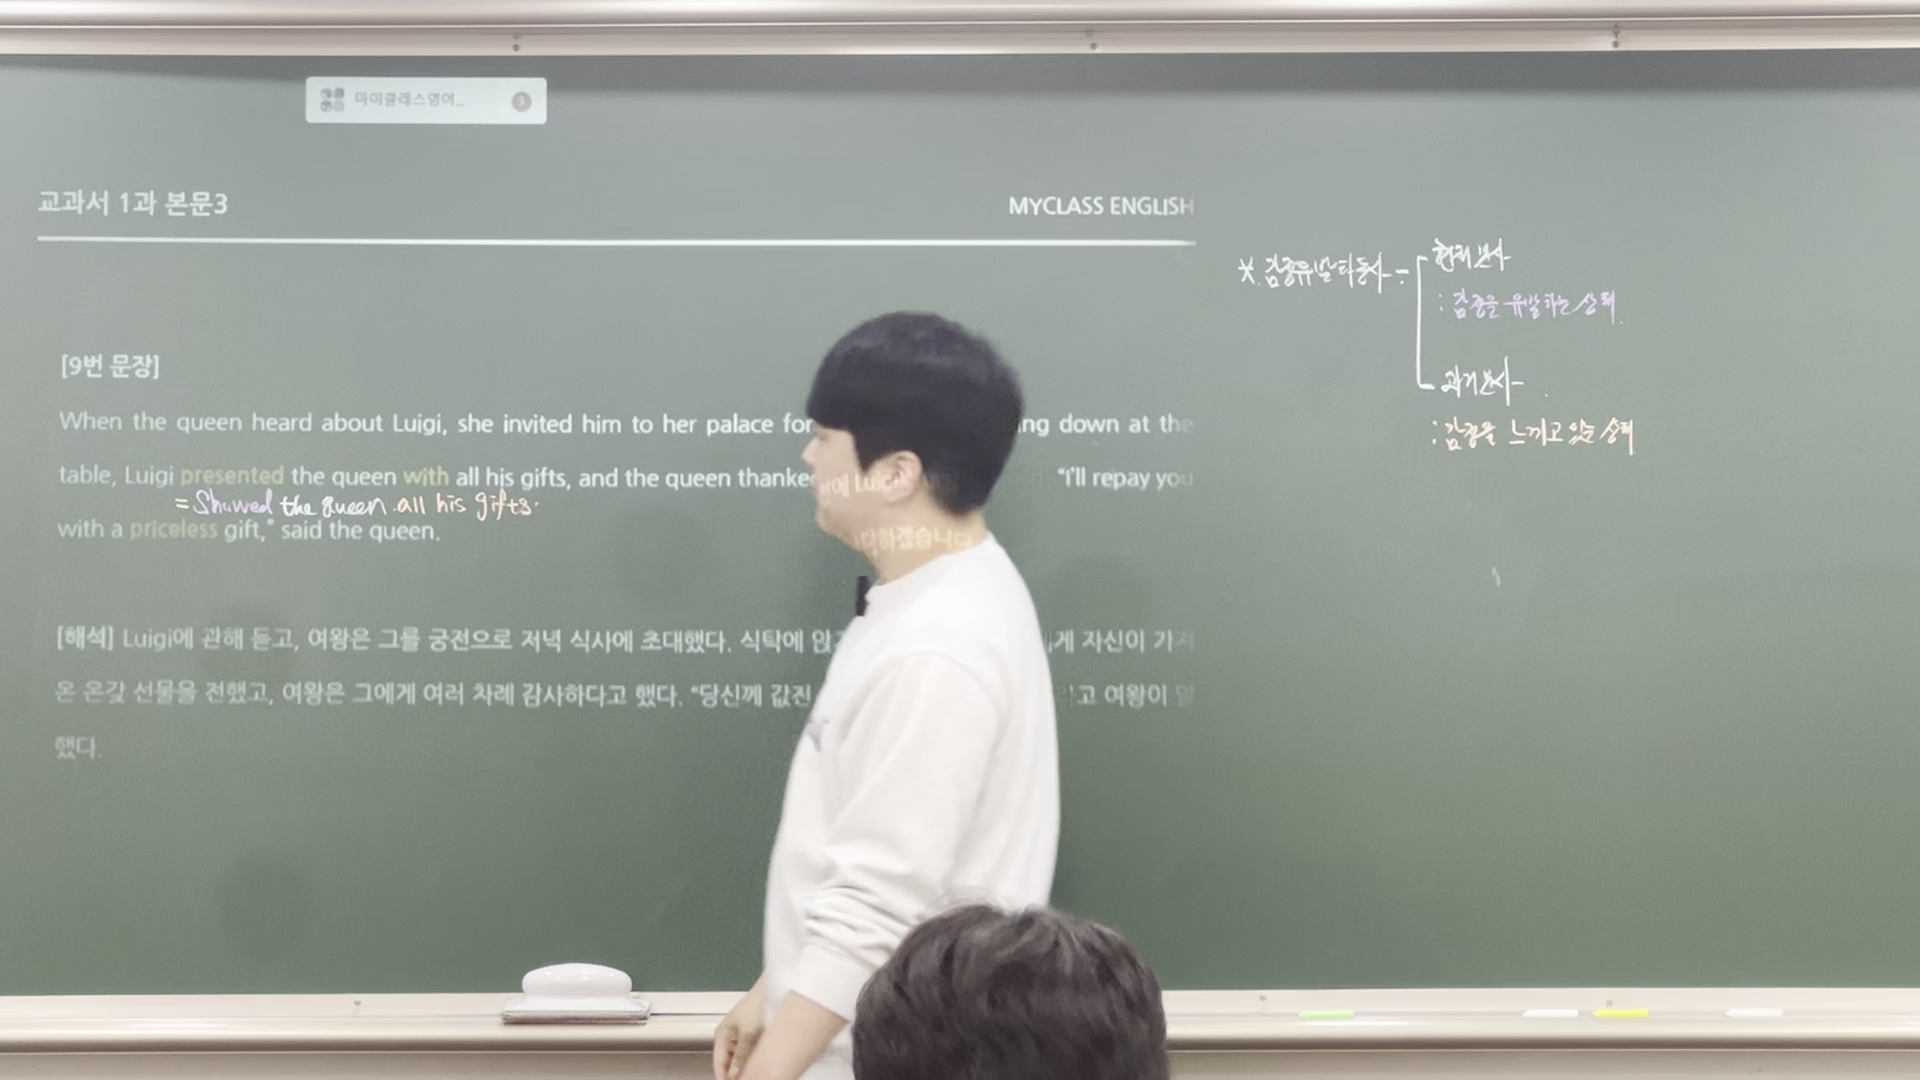 마이클래스영어_ 3
교과서 1과 본문3
MYCLASS ENGLISH
[9번 문장]
When the queen heard about Luigi, she invited him to her palace for ing down at the
table, Luigi presented the queen with all his gifts, and the queen thanke "I'll repay you
= Showed the queen all his gifts.
with a priceless gift," said the queen.
[해석] Luigi에 관해 듣고, 여왕은 그를 궁전으로 저녁 식사에 초대했다. 식탁에 게 자신이 가져
온 온갖 선물을 전했고, 여왕은 그에게 여러 차례 감사하다고 했다. "당신께 값진 고 여왕이 말
했다.
* 감정유발타동사 : 현재분사
: 감정을 유발하는 상태.
과거분사
: 감정을 느끼고 있는 상태